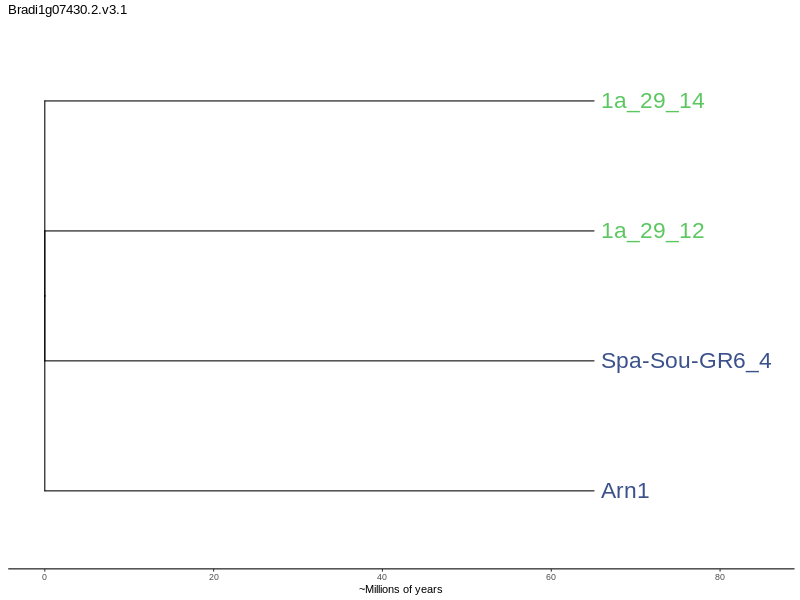 Bradi1g07430.2.v3.1
1a_29_14
1a_29_12
Spa-Sou-GR6_4
Arn1
0 20 40 60 80
~Millions of years